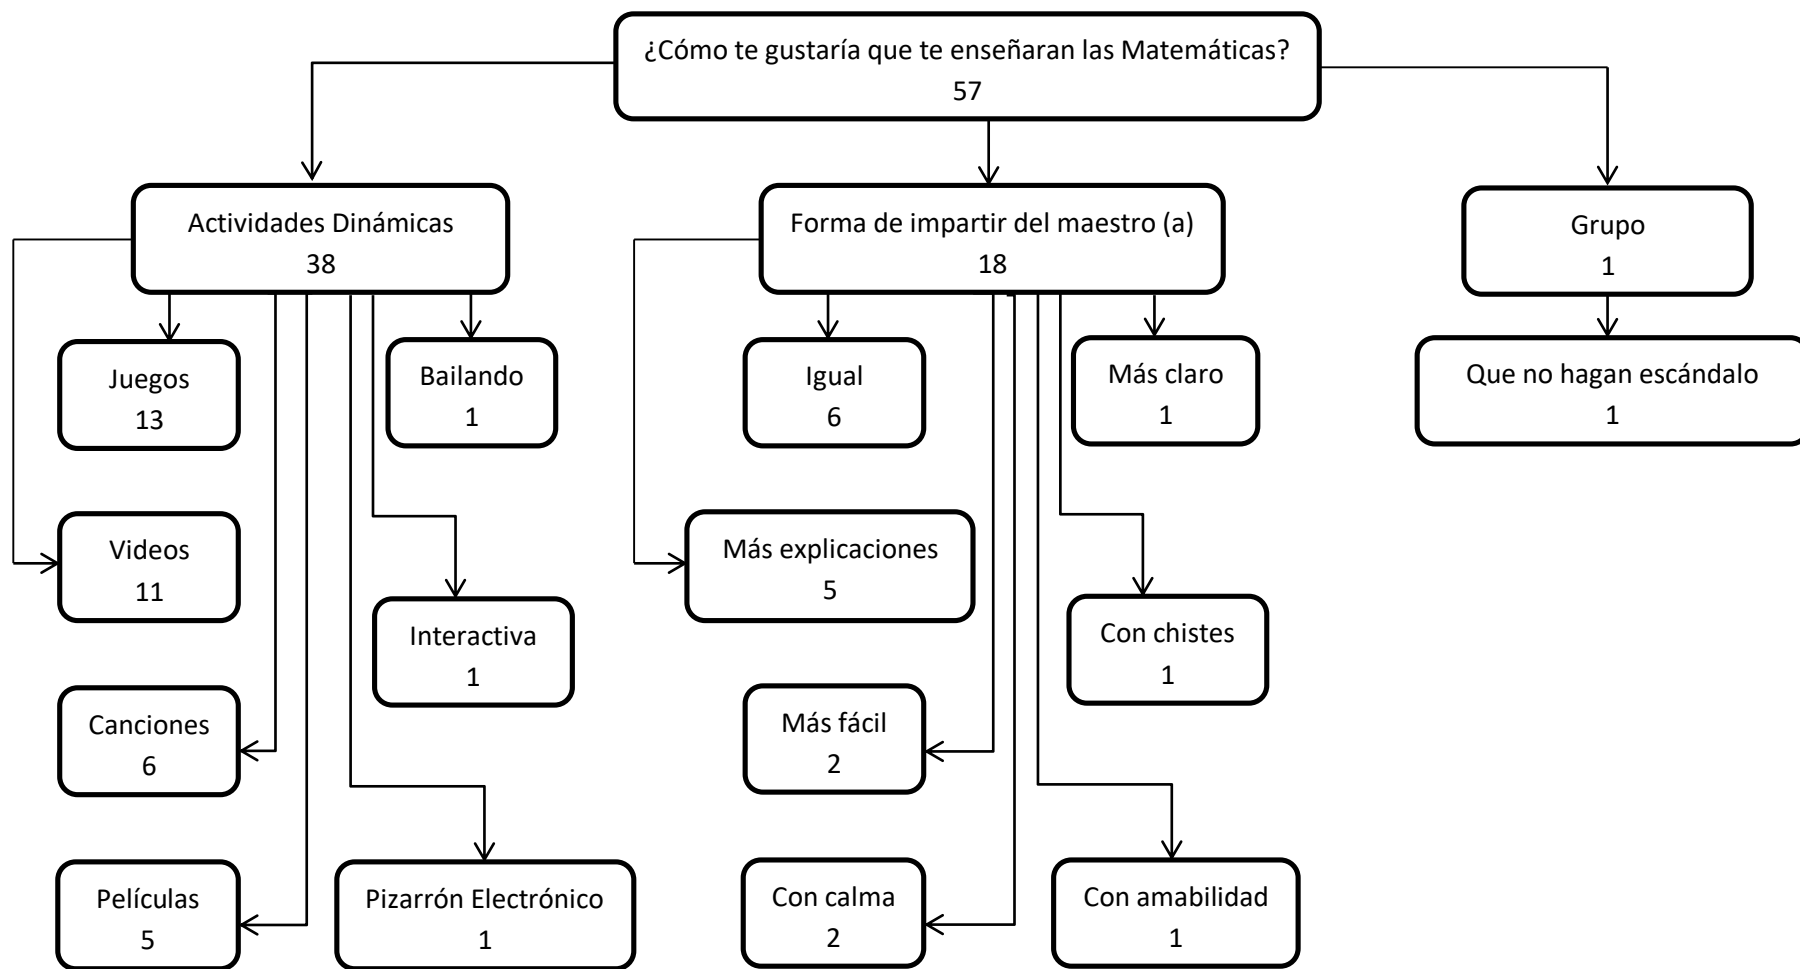 ¿Cómo te gustaría que te enseñaran las Matemáticas?
57
Actividades Dinámicas
38
Forma de impartir del maestro (a)
18
Grupo
1
Juegos
13
Bailando
1
Igual
6
Más claro
1
Que no hagan escándalo
1
Videos
11
Más explicaciones
5
Interactiva
1
Con chistes
1
Canciones
6
Más fácil
2
Películas
5
Pizarrón Electrónico
1
Con calma
2
Con amabilidad
1